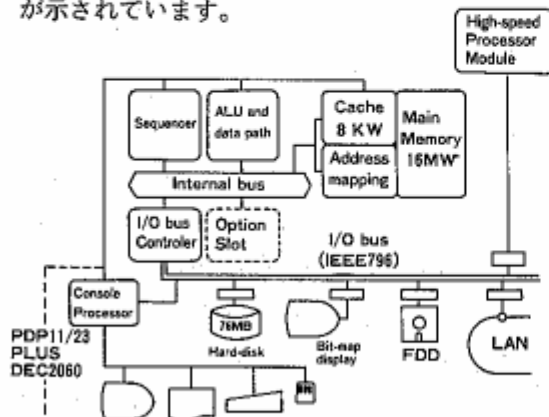 が示されています。
High-speed
Processor
Module
Sequencer
ALU and
data path
Cache
8 KW
Main
Memory
16MW
Address
mapping
Internal bus
I/O bus
Controler
Option
Slot
I/O bus
(IEEE796)
Console
Processor
PDP11/23
PLUS
DEC2060
76MB
Hard-disk
Bit-map
display
FDD
LAN